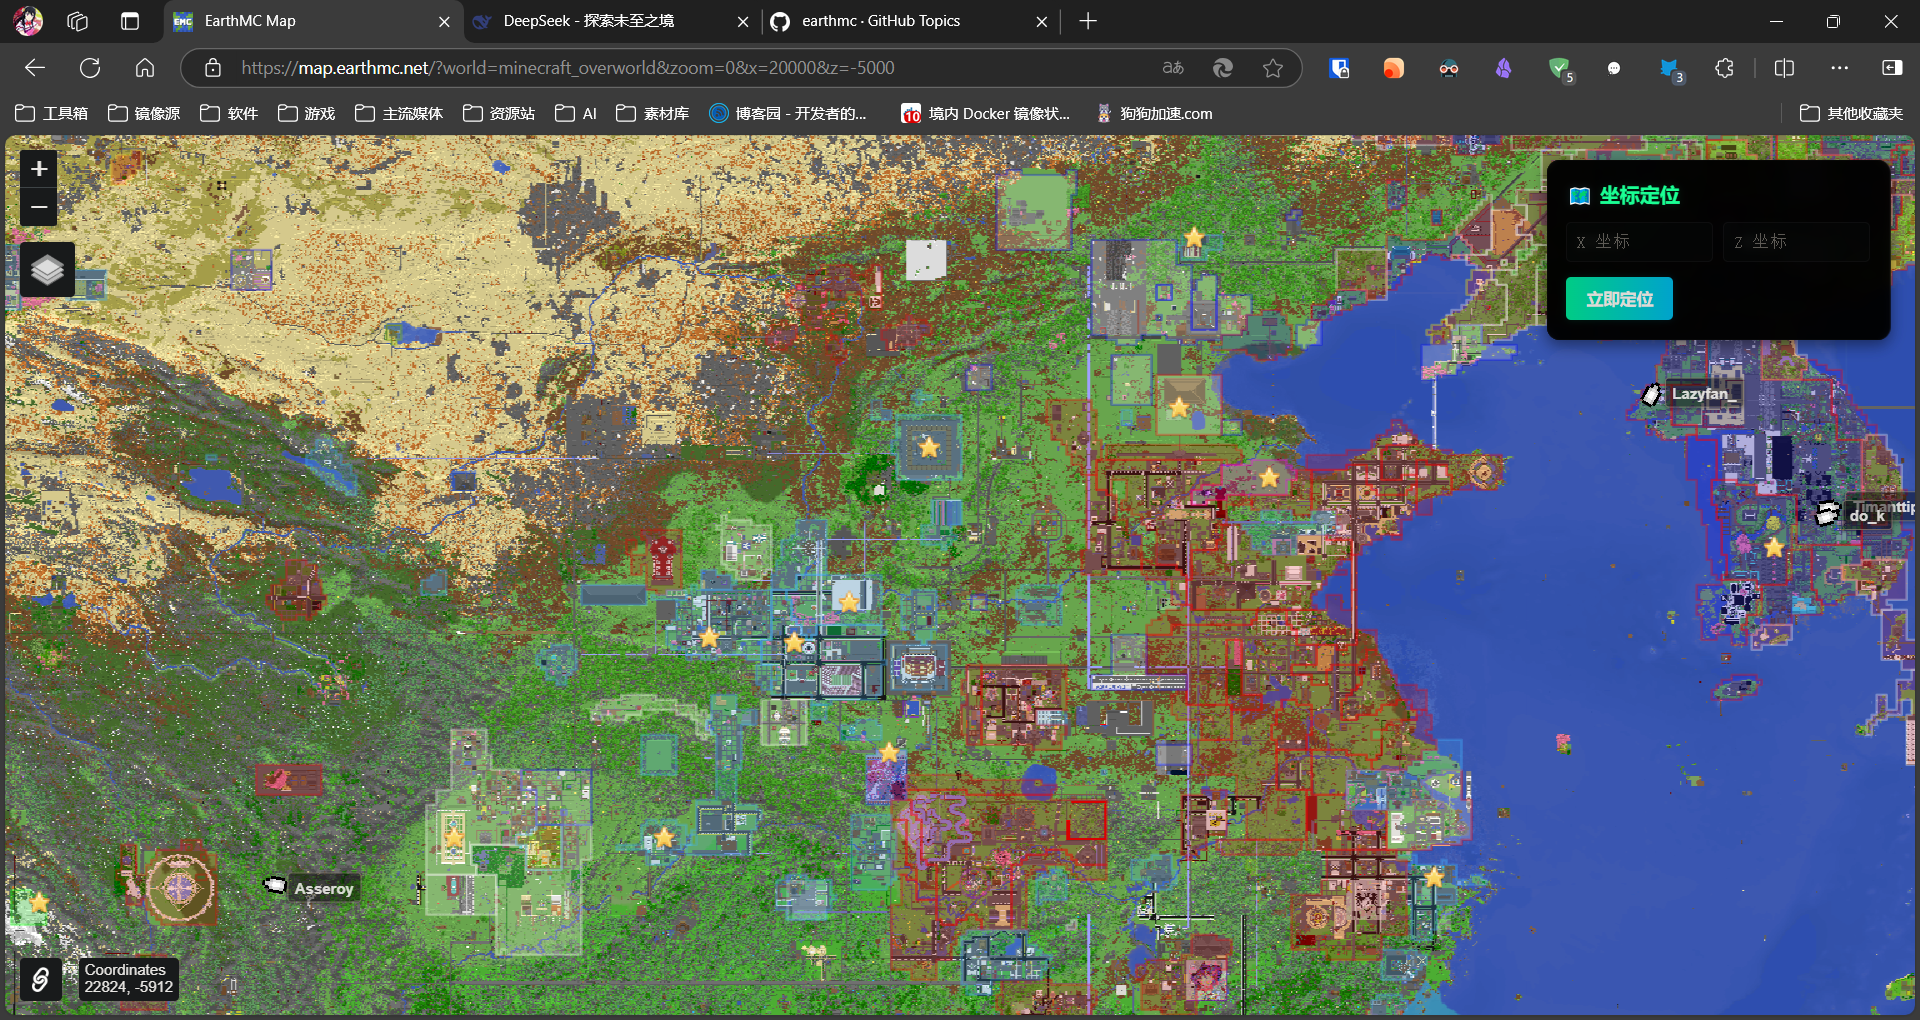 EarthMC Map
DeepSeek - 探索未至之境
earthmc · GitHub Topics
https://map.earthmc.net/?world=minecraft_overworld&zoom=0&x=20000&z=-5000
aあ
5
3
工具箱
镜像源
软件
游戏
主流媒体
资源站
AI
素材库
博客园 - 开发者的...
10
境内 Docker 镜像状...
狗狗加速.com
其他收藏夹
+
−
坐标定位
X 坐标
Z 坐标
立即定位
Lazyfan_
do_k
Asseroy
Coordinates
22824, -5912